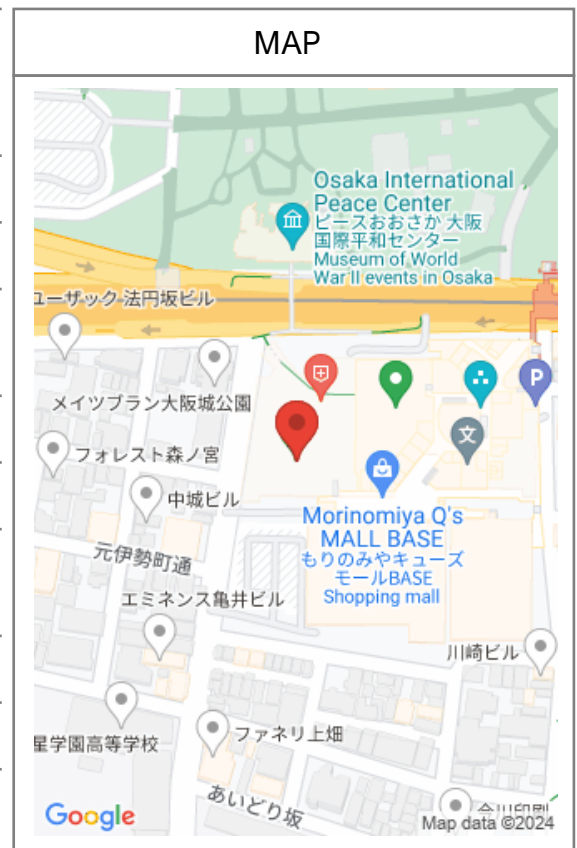 MAP
Osaka International
Peace Center
ピースおおさか 大阪
国際平和センター
Museum of World
War II events in Osaka
ユーザック 法円坂ビル
メイツブラン大阪城公園
P
文
フォレスト森ノ宮
中城ビル
Morinomiya Q's
MALL BASE
もりのみやキューズ
モールBASE
Shopping mall
元伊勢町通
エミネンス亀井ビル
川崎ビル
星学園高等学校
ファネリ上畑
あいどり坂
合川印刷
Google
Map data ©2024